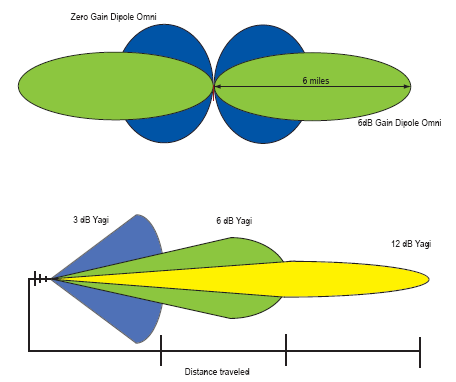 Zero Gain Dipole Omni
6 miles
6dB Gain Dipole Omni
3 dB Yagi
6 dB Yagi
12 dB Yagi
Distance traveled